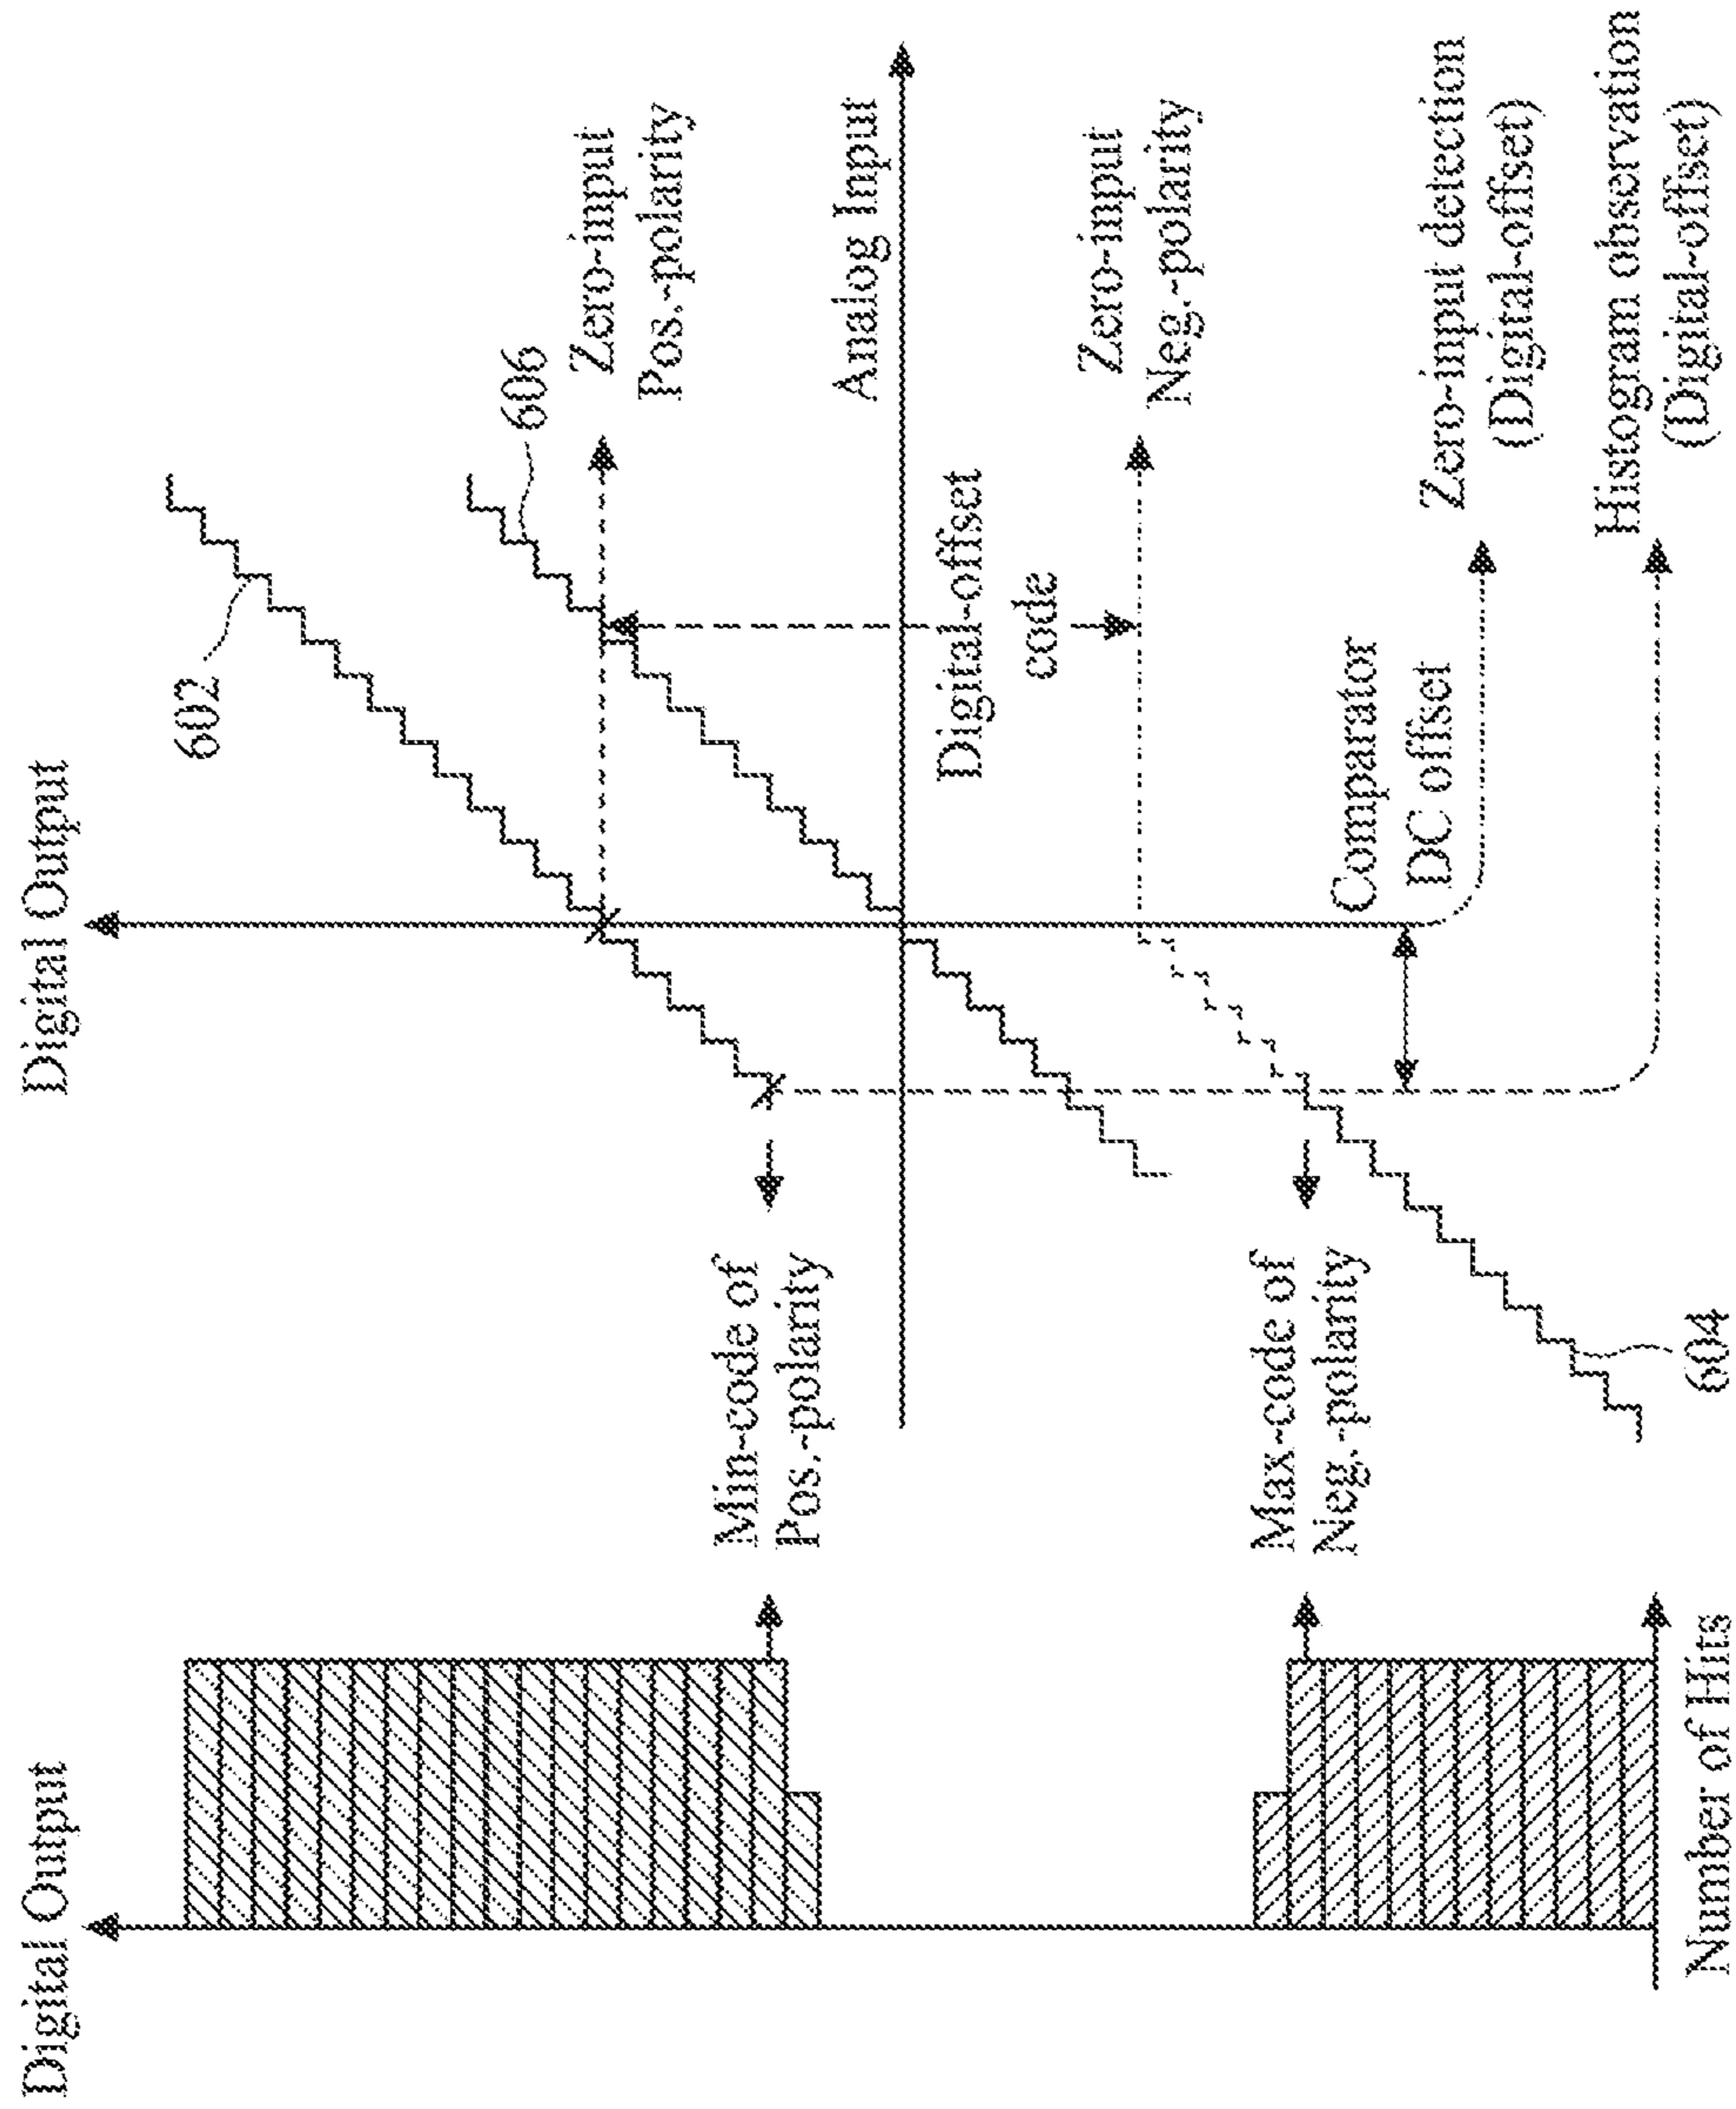 Digital Output
Digital Output
602
606
Zero-input
Pos.-polarity
Min-code of
Pos.-polarity
Analog Input
Digital-offset
code
Zero-input
Neg.-polarity
Max-code of
Neg.-polarity
Comparator
DC offset
Zero-input detection
(Digital-offset)
Histogram observation
(Digital-offset)
Number of Hits
604